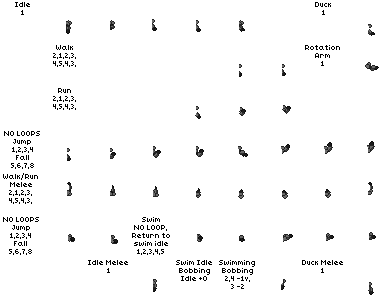 Idle
1
Duck
1
Walk
2,1,2,3,
4,5,4,3,
Rotation
Arm
1
Run
2,1,2,3,
4,5,4,3,
NO LOOPS
Jump
1,2,3,4
Fall
5,6,7,8
Walk/Run
Melee
2,1,2,3,
4,5,4,3,
NO LOOPS
Jump
1,2,3,4
Fall
5,6,7,8
Swim
NO LOOP,
Return to
swim idle
1,2,3,4,5
Idle Melee
1
Swim Idle
Bobbing
Idle +0
Swimming
Bobbing
2,4 -1v,
3 -2
Duck Melee
1